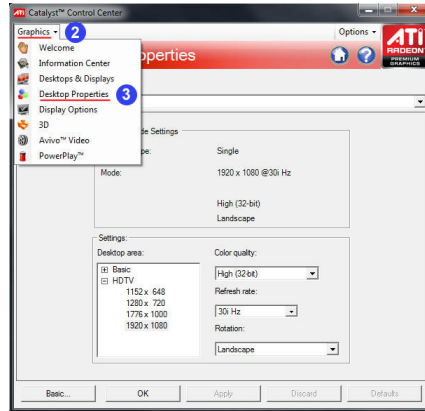 ATI Catalyst™ Control Center
Graphics 2 Options
ATI
RADEON
PREMIUM
GRAPHICS
operties
Welcome
Information Center
Desktops & Displays
Desktop Properties 3
Display Options
3D
Avivo™ Video
PowerPlay™
de Settings
pe: Single
Mode: 1920 x 1080 @30i Hz
High (32-bit)
Landscape
Settings:
Desktop area: Color quality:
Basic High (32-bit)
HDTV
1152 x 648 Refresh rate:
1280 x 720
1776 x 1000 30i Hz
1920 x 1080
Rotation:
Landscape
Basic... OK Apply Discard Defaults